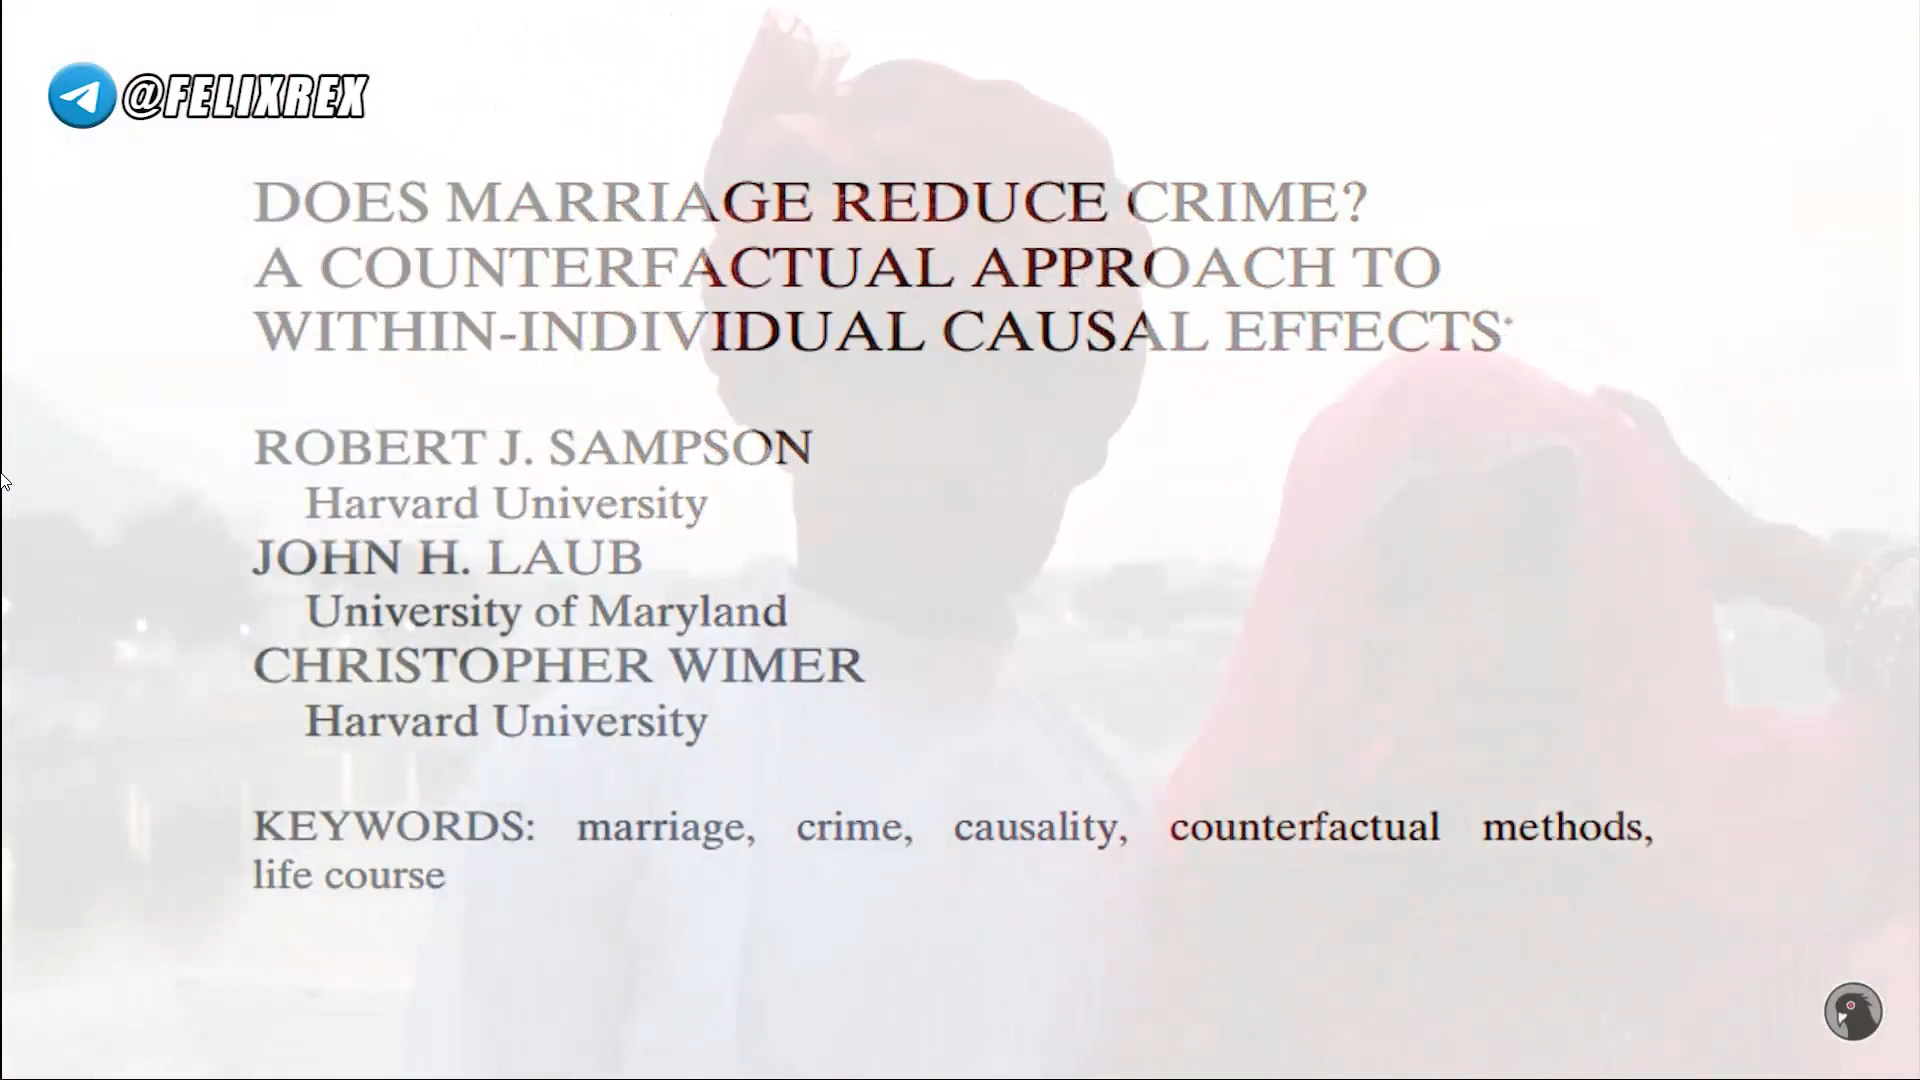 @FELIXREX
DOES MARRIAGE REDUCE CRIME?
A COUNTERFACTUAL APPROACH TO
WITHIN-INDIVIDUAL CAUSAL EFFECTS*
ROBERT J. SAMPSON
Harvard University
JOHN H. LAUB
University of Maryland
CHRISTOPHER WIMER
Harvard University
KEYWORDS: marriage, crime, causality, counterfactual methods,
life course